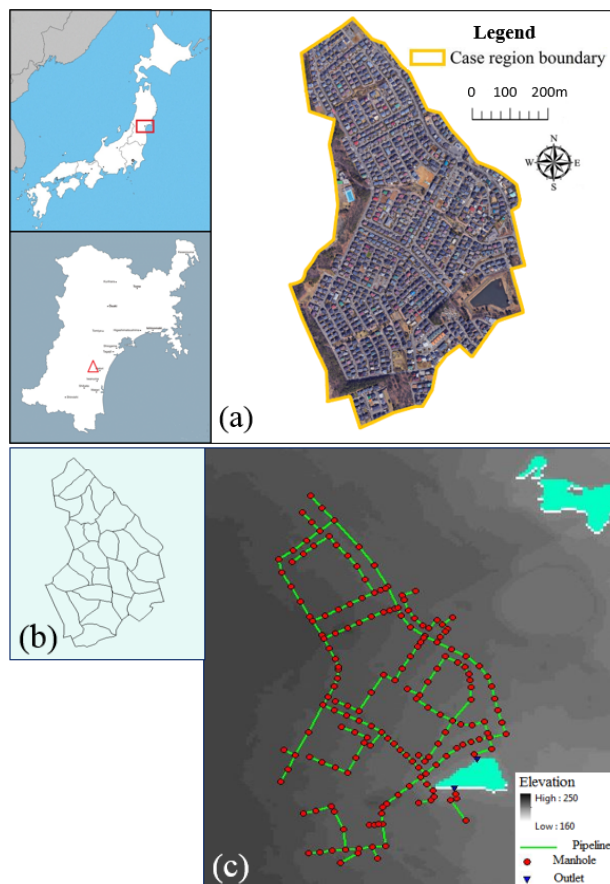 Legend
Case region boundary
0 100 200m
N
W E
S
(a)
(b)
(c)
Elevation
High : 250
Low : 160
Pipeline
Manhole
Outlet